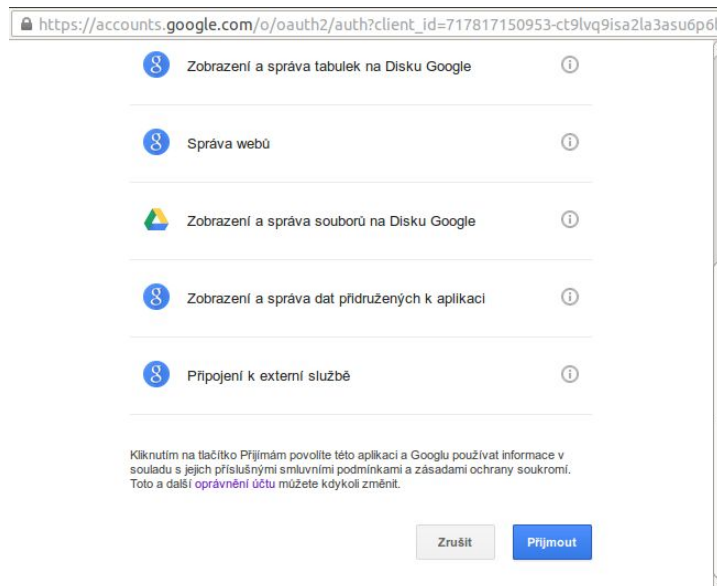 https://accounts.google.com/o/oauth2/auth?client_id=717817150953-ct9lvq9isa2la3asu6p6l
Zobrazení a správa tabulek na Disku Google
Správa webů
Zobrazení a správa souborů na Disku Google
Zobrazení a správa dat přidružených k aplikaci
Připojení k externí službě
Kliknutím na tlačítko Přijímám povolíte této aplikaci a Googlu používat informace v
souladu s jejich příslušnými smluvními podmínkami a zásadami ochrany soukromí.
Toto a další oprávnění účtu můžete kdykoli změnit.
Zrušit Přijmout